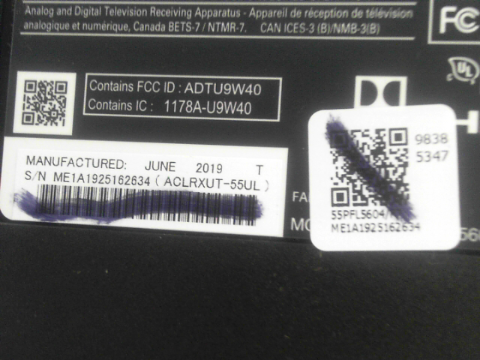 Analog and Digital Television Receiving Apparatus - Appareil de réception de télévision
analogique et numérique, Canada BETS-7 / NTMR-7. CAN ICES-3 (B)/NMB-3(B)
FC
UL
Contains FCC ID : ADTU9W40
Contains IC : 1178A-U9W40
MANUFACTURED: JUNE 2019 T
S/N ME1A1925162634 ( ACLRXUT-55UL )
9838
5347
55PFL5604/
ME1A1925162634